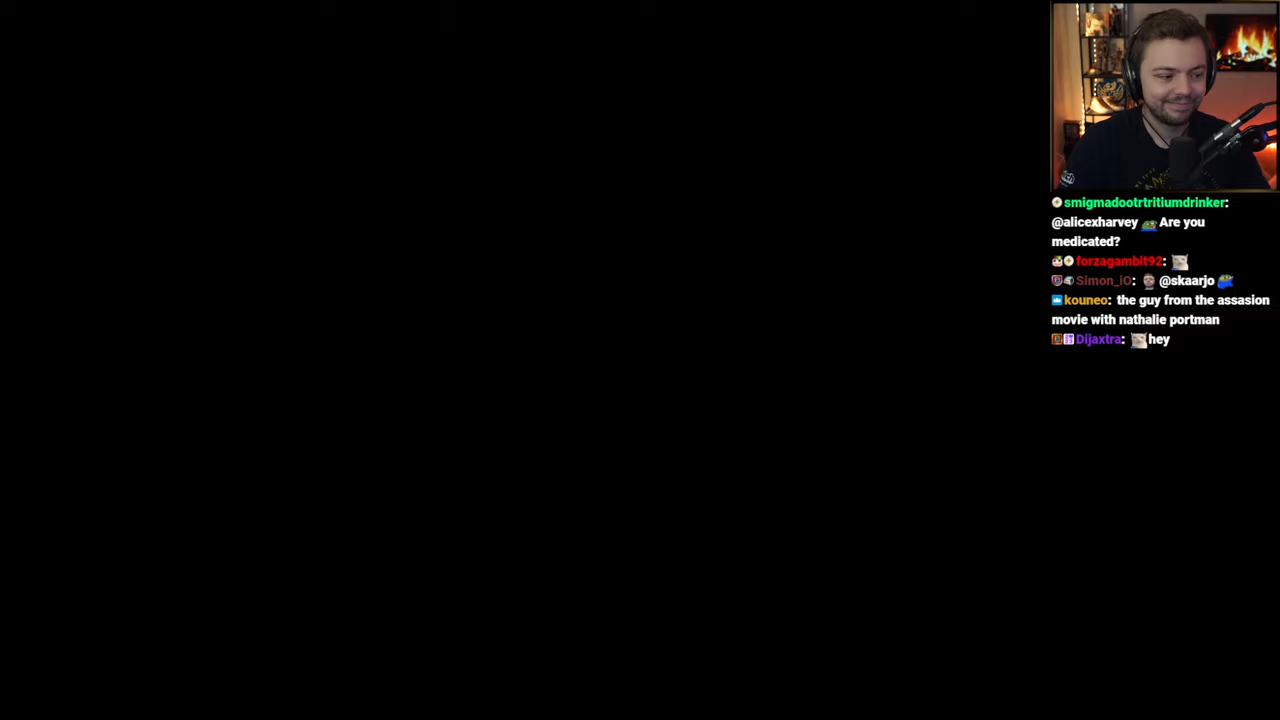 smigmadootrtritiumdrinker:
@alicexharvey Are you
medicated?
forzagambit92:
Simon_iO: @skaarjo
kouneo: the guy from the assasion
movie with nathalie portman
Dijaxtra: hey